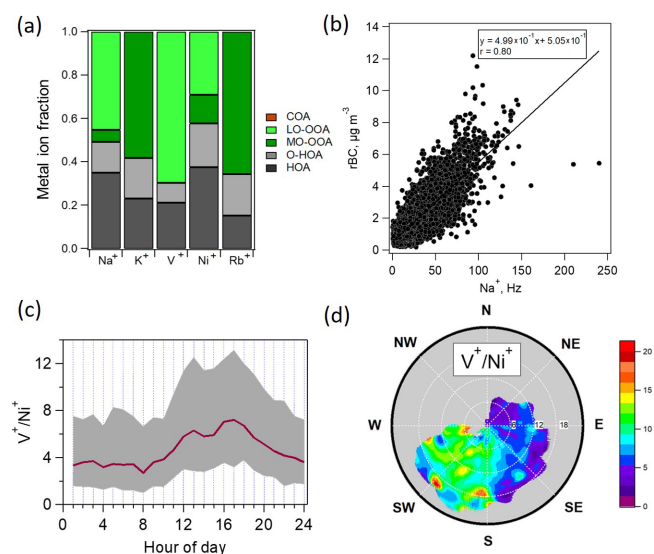 (a)
1.0
0.8
0.6
0.4
0.2
0.0
Metal ion fraction
Na⁺ K⁺ V⁺ Ni⁺ Rb⁺
COA
LO-OOA
MO-OOA
O-HOA
HOA
(b)
y = 4.99×10⁻¹ x + 5.05×10⁻¹
r = 0.80
14
12
10
8
6
4
2
0
rBC, µg m⁻³
0 50 100 150 200 250
Na⁺, Hz
(c)
12
8
4
0
V⁺/Ni⁺
0 4 8 12 16 20 24
Hour of day
(d)
V⁺/Ni⁺
N
NE
E
SE
S
SW
W
NW
6 12 18
20
15
10
5
0